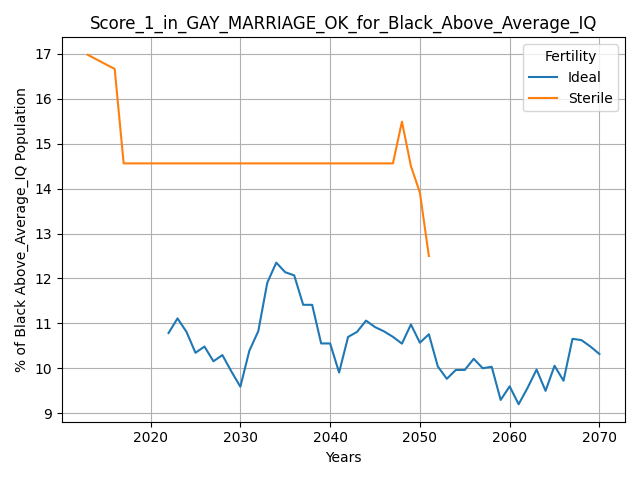 Score_1_in_GAY_MARRIAGE_OK_for_Black_Above_Average_IQ
Fertility
Ideal
Sterile
% of Black Above_Average_IQ Population
17
16
15
14
13
12
11
10
9
2020
2030
2040
2050
2060
2070
Years